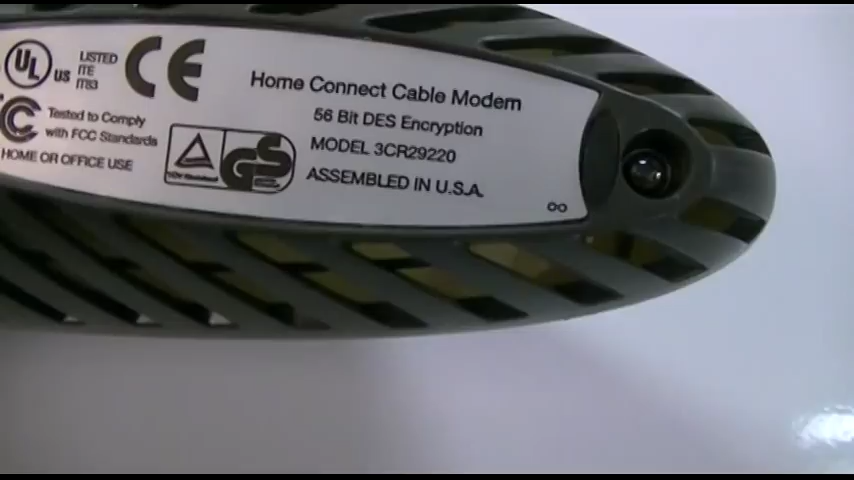 UL US LISTED
ITE
I1T83
CE
Tested to Comply
with FCC Standards
HOME OR OFFICE USE
GS
Home Connect Cable Modem
56 Bit DES Encryption
MODEL 3CR29220
ASSEMBLED IN U.S.A.